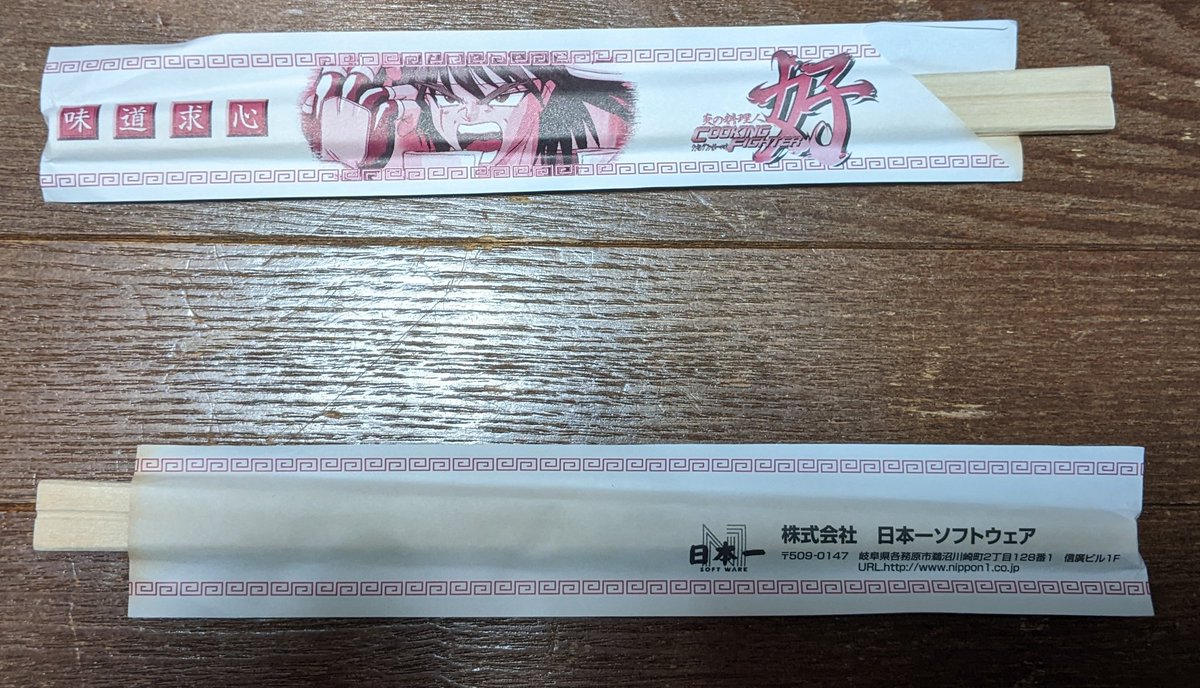 味道求心
炎の料理人
COOKING
FIGHTER
好。
日本一
SOFT WARE
株式会社 日本一ソフトウェア
〒509-0147 岐阜県各務原市鵜沼川崎町2丁目128番1 信廣ビル1F
URL.http://www.nippon1.co.jp